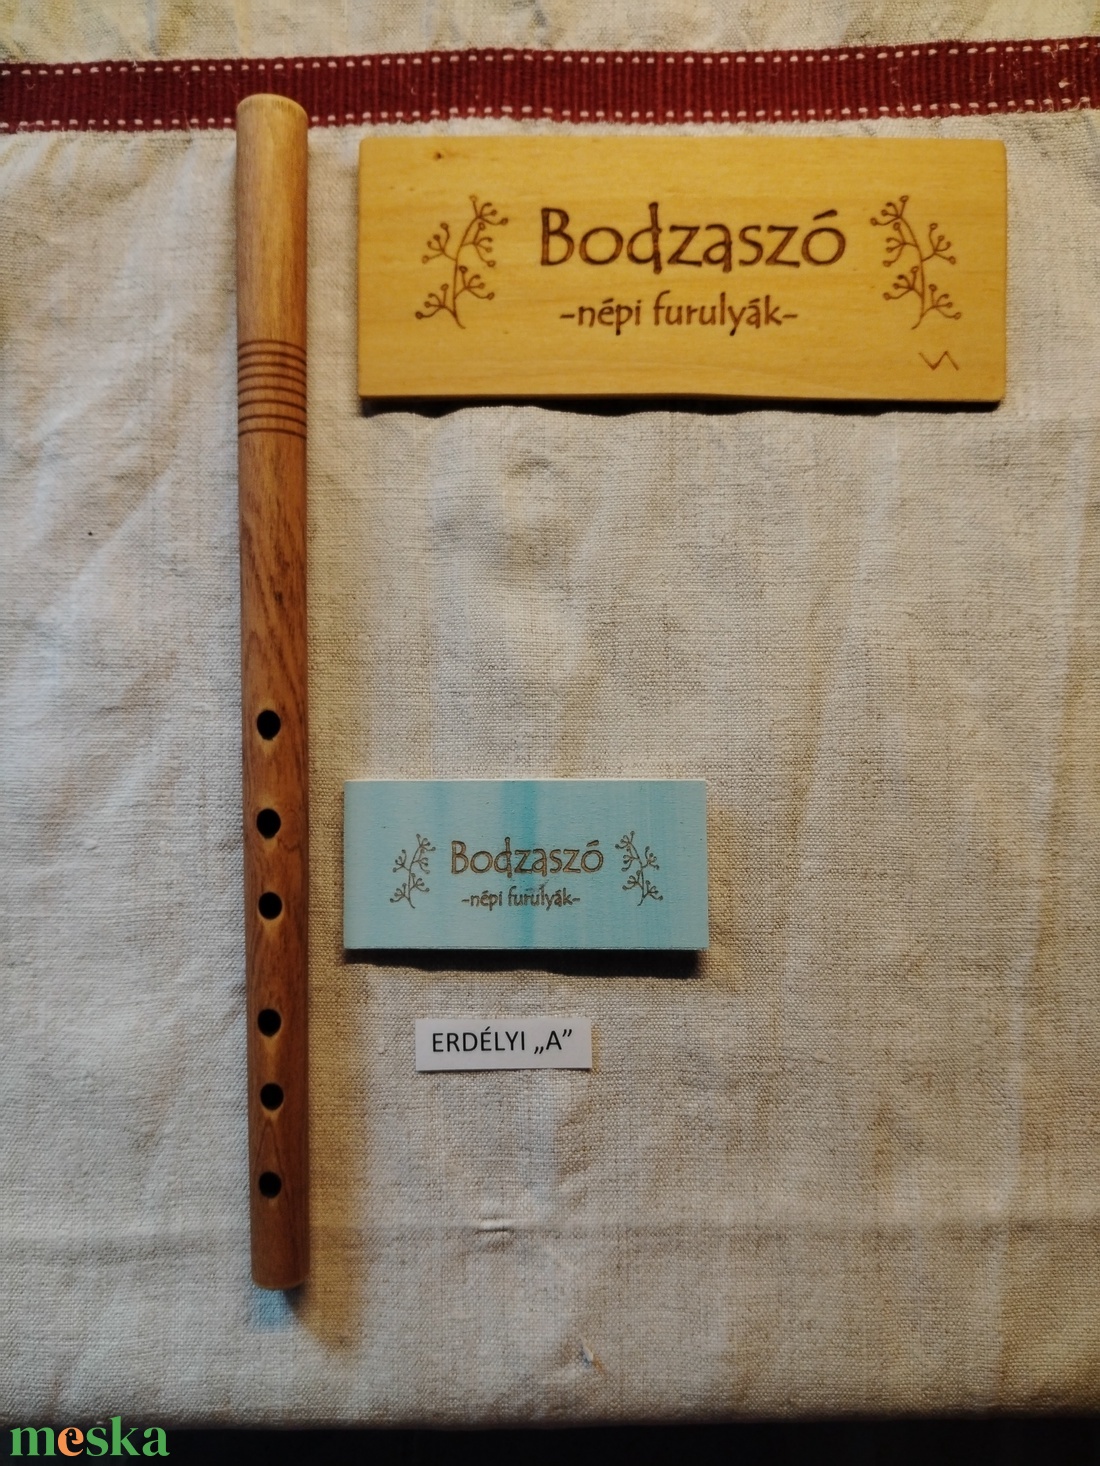 Bodzaszó
-népi furulyák-
Bodzaszó
-népi furulyák-
ERDÉLYI „A”
meska